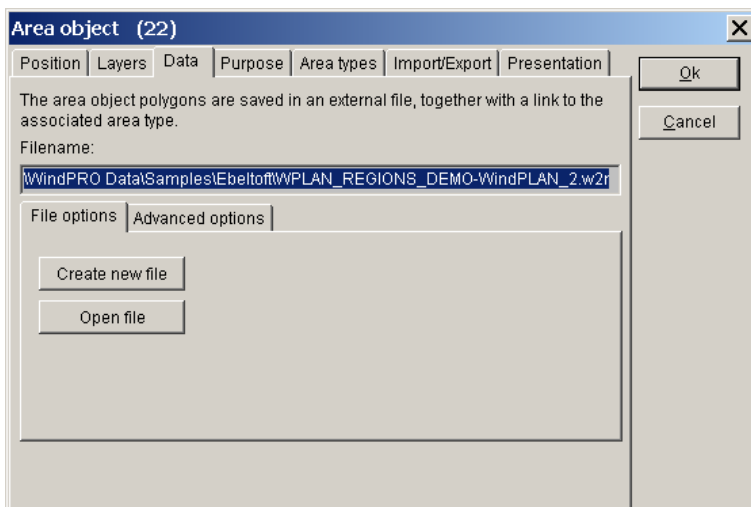 Area object (22)
Position Layers Data Purpose Area types Import/Export Presentation
Ok
The area object polygons are saved in an external file, together with a link to the
associated area type.
Cancel
Filename:
\WindPRO Data\Samples\Ebeltoft\WPLAN_REGIONS_DEMO-WindPLAN_2.w2r
File options Advanced options
Create new file
Open file